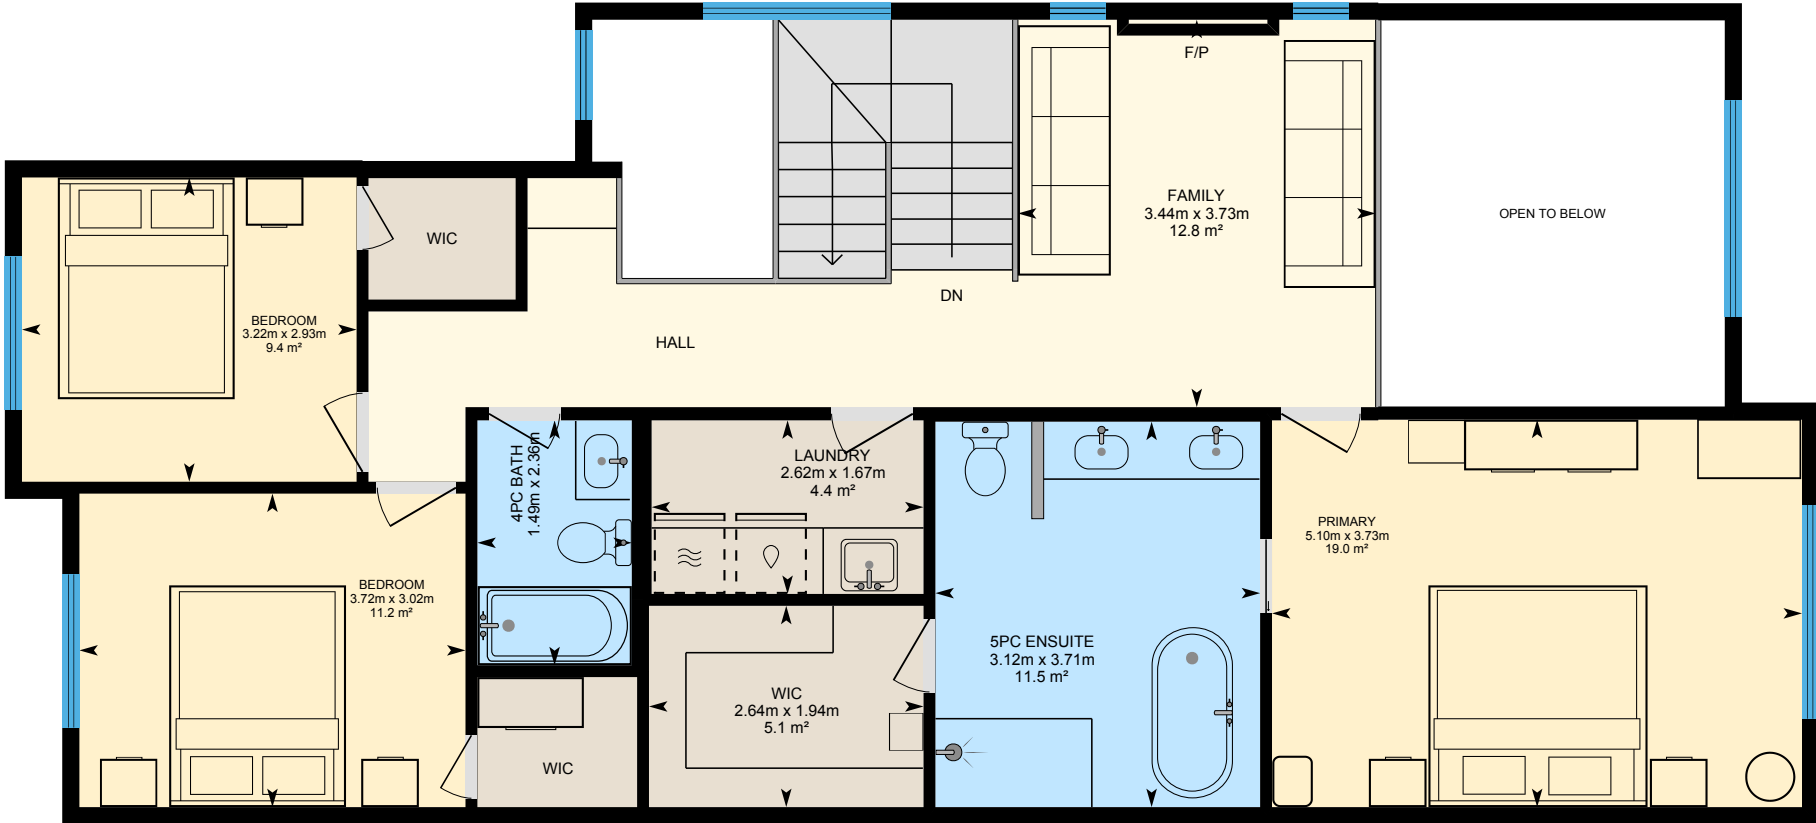 F/P
FAMILY
3.44m x 3.73m
12.8 m²
OPEN TO BELOW
WIC
DN
BEDROOM
3.22m x 2.93m
9.4 m²
HALL
4PC BATH
1.49m x 2.36m
LAUNDRY
2.62m x 1.67m
4.4 m²
PRIMARY
5.10m x 3.73m
19.0 m²
BEDROOM
3.72m x 3.02m
11.2 m²
5PC ENSUITE
3.12m x 3.71m
11.5 m²
WIC
2.64m x 1.94m
5.1 m²
WIC